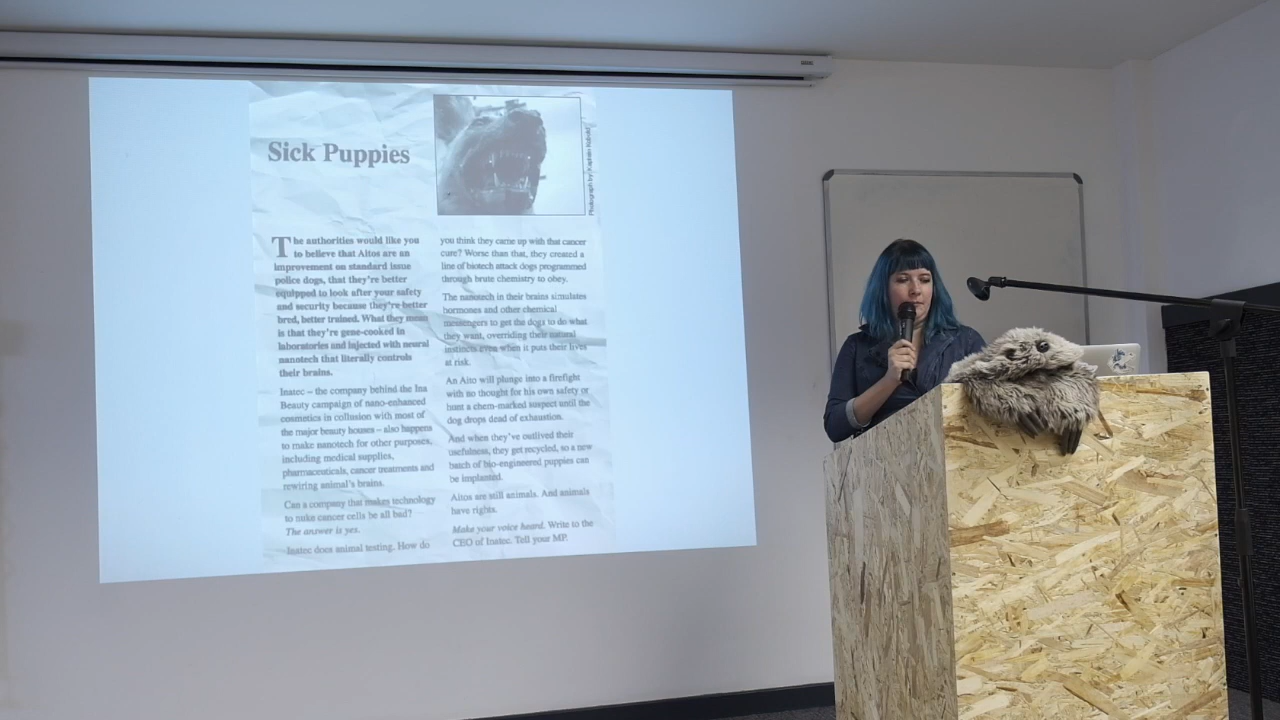 Sick Puppies
Photograph by: Kaptein Kobold
The authorities would like you
to believe that Aitos are an
improvement on standard issue
police dogs, that they're better
equipped to look after your safety
and security because they're better
bred, better trained. What they mean
is that they're gene-cooked in
laboratories and injected with neural
nanotech that literally controls
their brains.
Inatec – the company behind the Ina
Beauty campaign of nano-enhanced
cosmetics in collusion with most of
the major beauty houses – also happens
to make nanotech for other purposes,
including medical supplies,
pharmaceuticals, cancer treatments and
rewiring animal's brains.
Can a company that makes technology
to nuke cancer cells be all bad?
The answer is yes.
Inatec does animal testing. How do
you think they came up with that cancer
cure? Worse than that, they created a
line of biotech attack dogs programmed
through brute chemistry to obey.
The nanotech in their brains simulates
hormones and other chemical
messengers to get the dogs to do what
they want, overriding their natural
instincts even when it puts their lives
at risk.
An Aito will plunge into a firefight
with no thought for his own safety or
hunt a chem-marked suspect until the
dog drops dead of exhaustion.
And when they've outlived their
usefulness, they get recycled, so a new
batch of bio-engineered puppies can
be implanted.
Aitos are still animals. And animals
have rights.
Make your voice heard. Write to the
CEO of Inatec. Tell your MP.